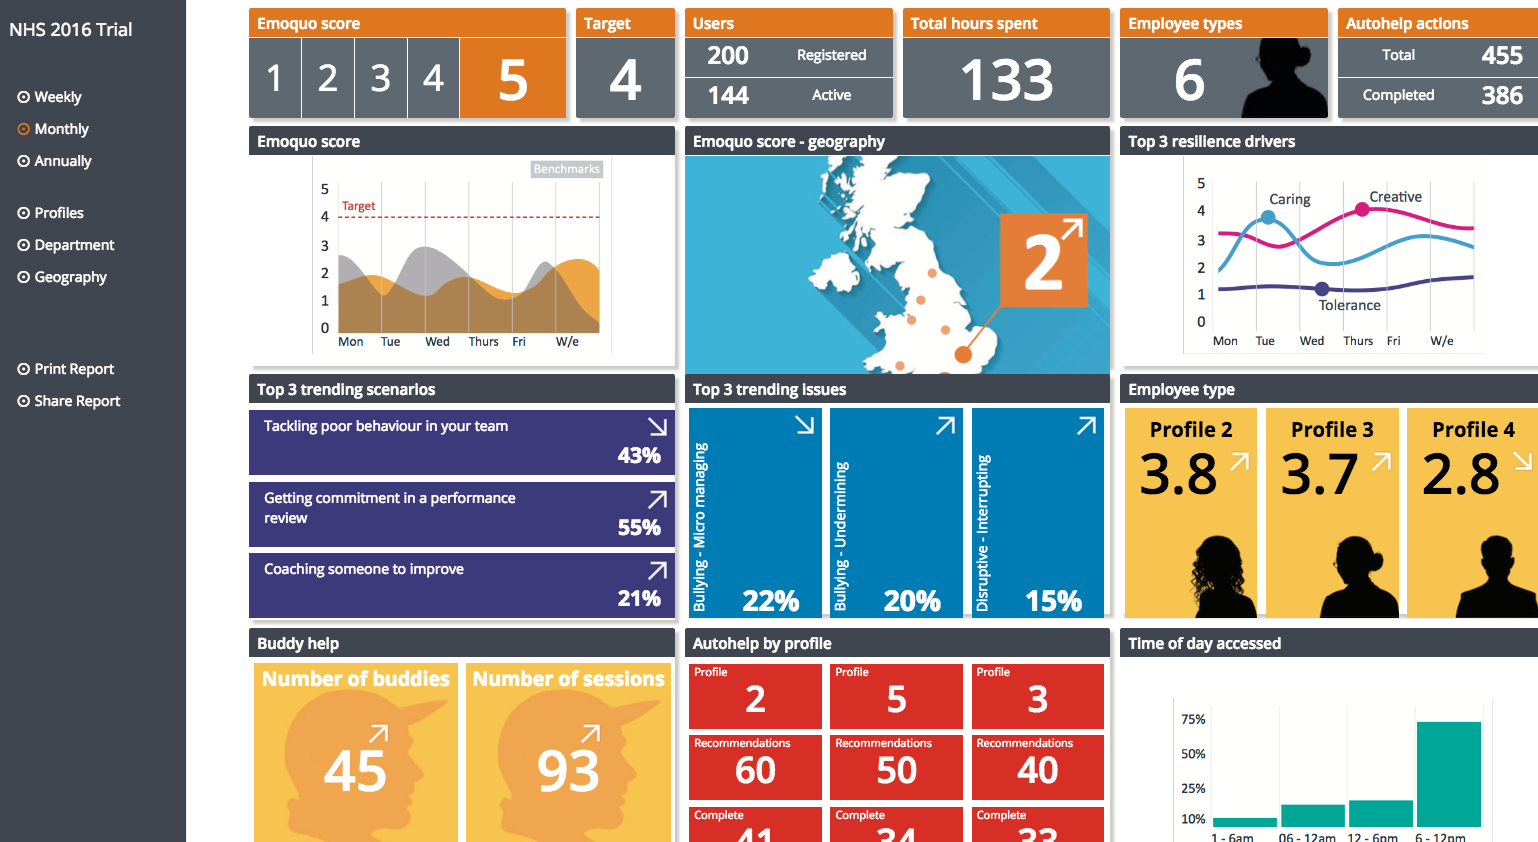 NHS 2016 Trial
Weekly
Monthly
Annually
Profiles
Department
Geography
Print Report
Share Report
Emoquo score
1 2 3 4 5
Target
4
Users
200 Registered
144 Active
Total hours spent
133
Employee types
6
Autohelp actions
Total 455
Completed 386
Emoquo score
Benchmarks
5
Target
4
3
2
1
0
Mon Tue Wed Thurs Fri W/e
Emoquo score - geography
2
Top 3 resilience drivers
5
4
3
2
1
0
Caring
Creative
Tolerance
Mon Tue Wed Thurs Fri W/e
Top 3 trending scenarios
Tackling poor behaviour in your team
43%
Getting commitment in a performance
review
55%
Coaching someone to improve
21%
Top 3 trending issues
Bullying - Micro managing
22%
Bullying - Undermining
20%
Disruptive - Interrupting
15%
Employee type
Profile 2
3.8
Profile 3
3.7
Profile 4
2.8
Buddy help
Number of buddies
45
Number of sessions
93
Autohelp by profile
Profile Profile Profile
2 5 3
Recommendations Recommendations Recommendations
60 50 40
Complete Complete Complete
41 34 33
Time of day accessed
75%
50%
25%
10%
1 - 6am 06 - 12am 12 - 6pm 6 - 12pm